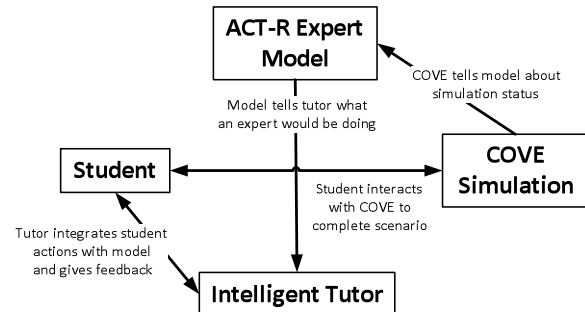 ACT-R Expert
Model
COVE tells model about
simulation status
Model tells tutor what
an expert would be doing
Student
COVE
Simulation
Student interacts
with COVE to
complete scenario
Tutor integrates student
actions with model
and gives feedback
Intelligent Tutor